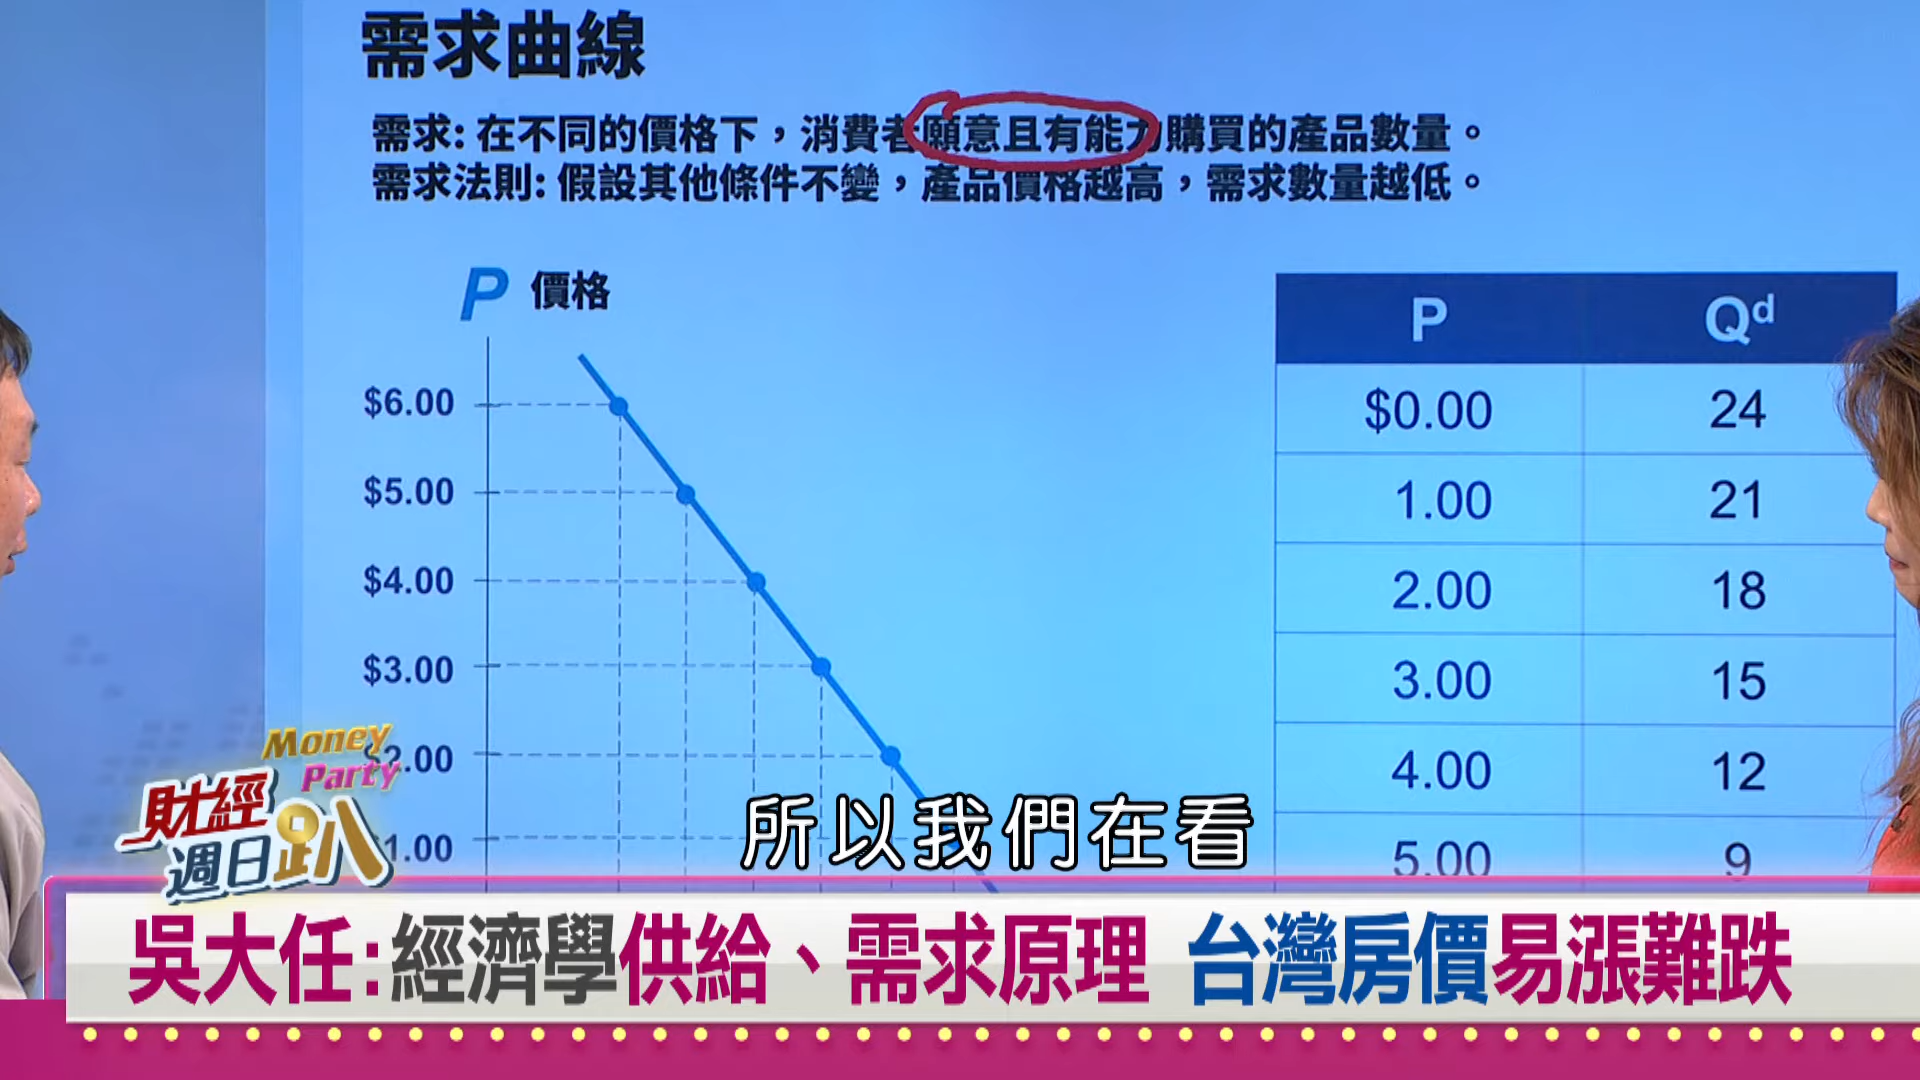 需求曲線
需求: 在不同的價格下，消費者願意且有能力購買的產品數量。
需求法則: 假設其他條件不變，產品價格越高，需求數量越低。
P 價格
$6.00
$5.00
$4.00
$3.00
$2.00
1.00
P Qd
$0.00 24
1.00 21
2.00 18
3.00 15
4.00 12
5.00 9
Money
Party
財經
週日趴
所以我們在看
吳大任:經濟學供給、需求原理 台灣房價易漲難跌